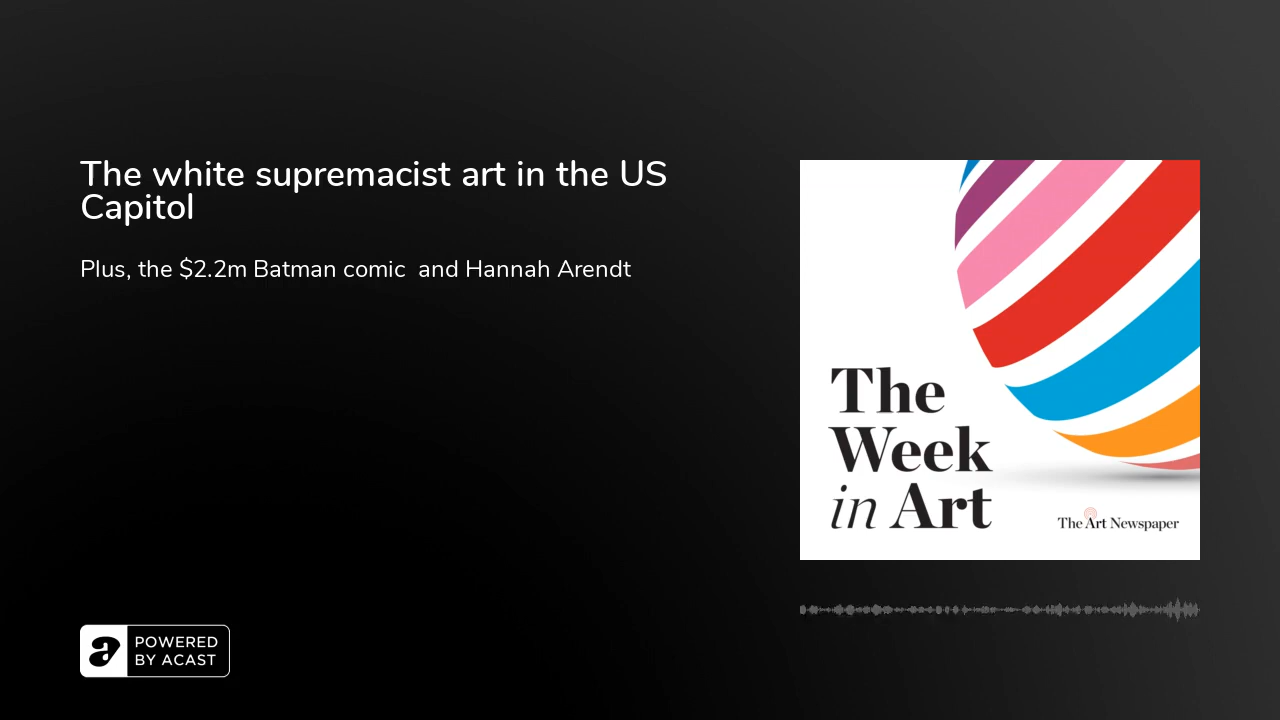 The white supremacist art in the US
Capitol
Plus, the $2.2m Batman comic  and Hannah Arendt
The
Week
in Art
The Art Newspaper
POWERED
BY ACAST